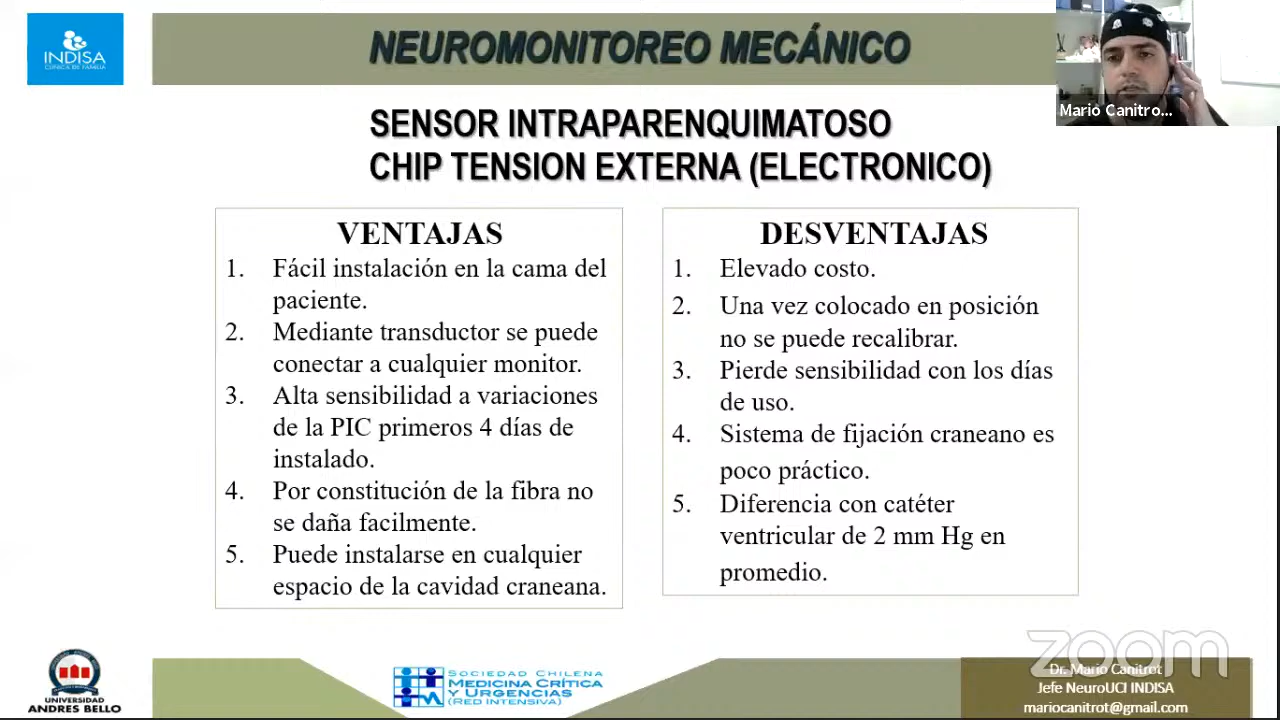 INDISA
CLINICA DE FAMILIA
NEUROMONITOREO MECÁNICO
Mario Canitro...
SENSOR INTRAPARENQUIMATOSO
CHIP TENSION EXTERNA (ELECTRONICO)
VENTAJAS
1. Fácil instalación en la cama del
paciente.
2. Mediante transductor se puede
conectar a cualquier monitor.
3. Alta sensibilidad a variaciones
de la PIC primeros 4 días de
instalado.
4. Por constitución de la fibra no
se daña facilmente.
5. Puede instalarse en cualquier
espacio de la cavidad craneana.
DESVENTAJAS
1. Elevado costo.
2. Una vez colocado en posición
no se puede recalibrar.
3. Pierde sensibilidad con los días
de uso.
4. Sistema de fijación craneano es
poco práctico.
5. Diferencia con catéter
ventricular de 2 mm Hg en
promedio.
UNIVERSIDAD
ANDRES BELLO
SOCIEDAD CHILENA
MEDICINA CRÍTICA
Y URGENCIAS
(RED INTENSIVA)
zoom
Dr. Mario Canitrot
Jefe NeuroUCI INDISA
mariocanitrot@gmail.com